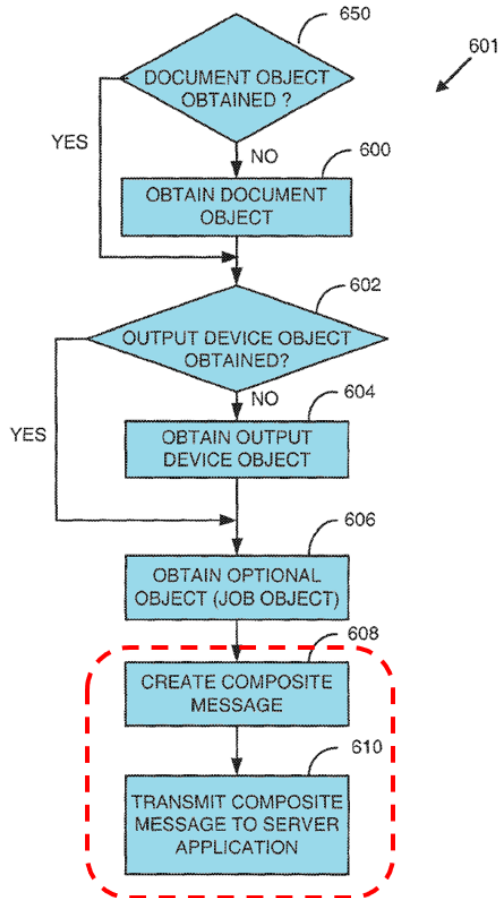 650
601
DOCUMENT OBJECT
OBTAINED ?
YES
NO
600
OBTAIN DOCUMENT
OBJECT
602
OUTPUT DEVICE OBJECT
OBTAINED?
NO
604
YES
OBTAIN OUTPUT
DEVICE OBJECT
606
OBTAIN OPTIONAL
OBJECT (JOB OBJECT)
608
CREATE COMPOSITE
MESSAGE
610
TRANSMIT COMPOSITE
MESSAGE TO SERVER
APPLICATION